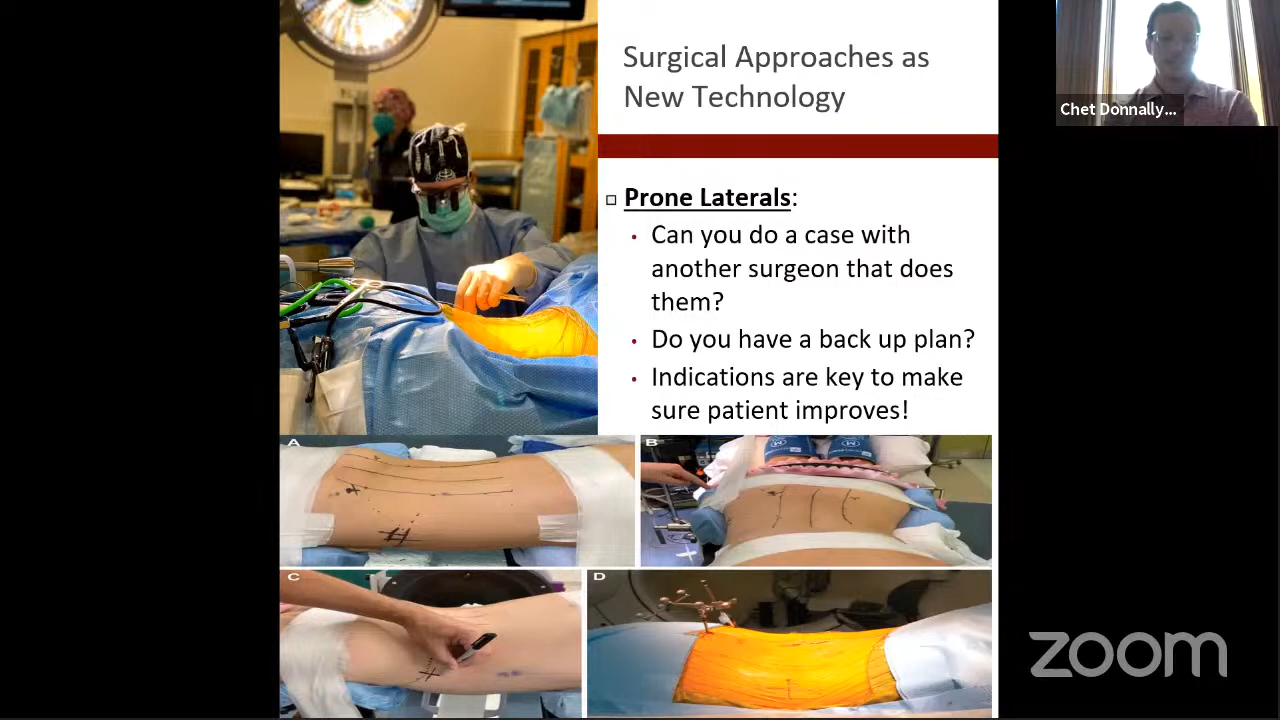 Surgical Approaches as
New Technology
Chet Donnally...
Prone Laterals:
Can you do a case with
another surgeon that does
them?
Do you have a back up plan?
Indications are key to make
sure patient improves!
A
B
C
D
zoom